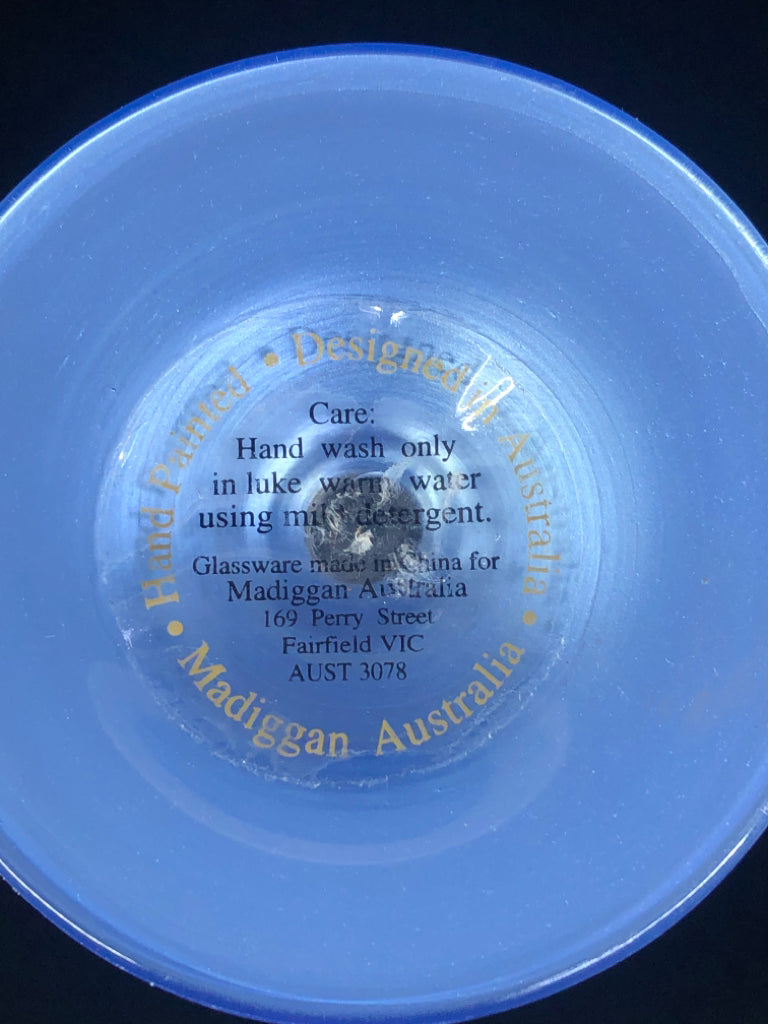 Hand Painted • Designed in Australia •
Madiggan Australia
Care:
Hand wash only
in luke warm water
using mild detergent.
Glassware made in China for
Madiggan Australia
169 Perry Street
Fairfield VIC
AUST 3078